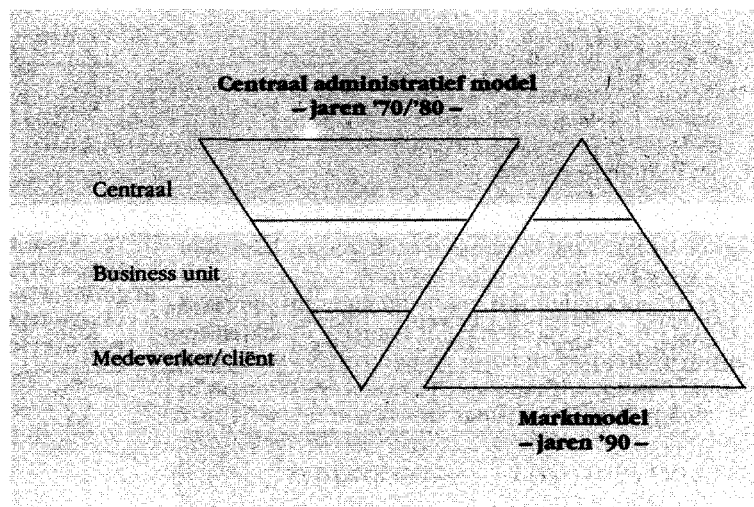 Centraal administratief model
– jaren '70/'80 –
Centraal
Business unit
Medewerker/cliënt
Marktmodel
– jaren '90 –